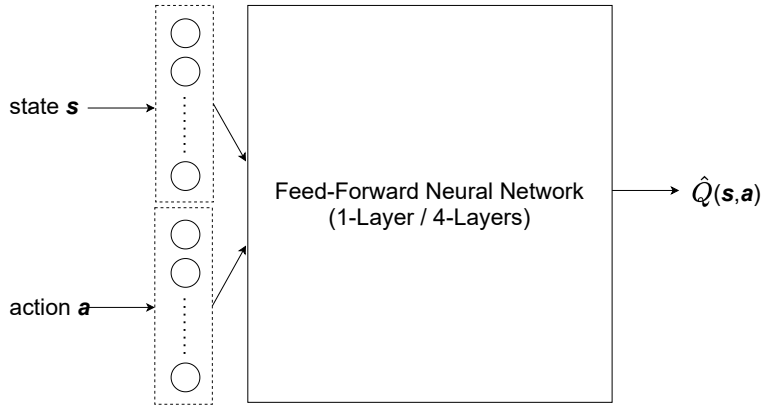 state s
action a
Feed-Forward Neural Network
(1-Layer / 4-Layers)
Q̂(s,a)